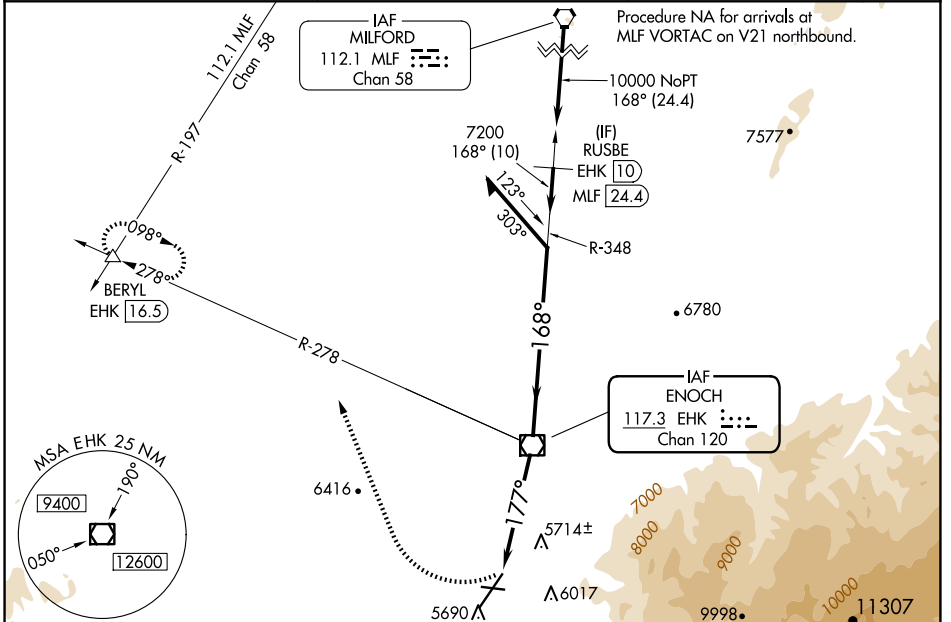 IAF
MILFORD
112.1 MLF
Chan 58
Procedure NA for arrivals at
MLF VORTAC on V21 northbound.
112.1 MLF
Chan 58
R-197
10000 NoPT
168° (24.4)
7200
168° (10)
(IF)
RUSBE
EHK 10
MLF 24.4
7577
123°
303°
R-348
098°
278°
BERYL
EHK 16.5
6780
168°
R-278
IAF
ENOCH
117.3 EHK
Chan 120
MSA EHK 25 NM
190°
9400
050°
12600
6416
177°
5714±
7000
8000
9000
10000
6017
5690
9998
11307